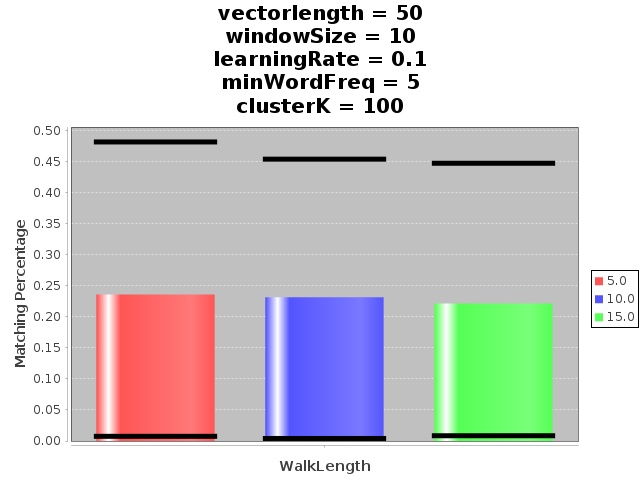 vectorlength = 50
windowSize = 10
learningRate = 0.1
minWordFreq = 5
clusterK = 100
Matching Percentage
0.50
0.45
0.40
0.35
0.30
0.25
0.20
0.15
0.10
0.05
0.00
WalkLength
5.0
10.0
15.0